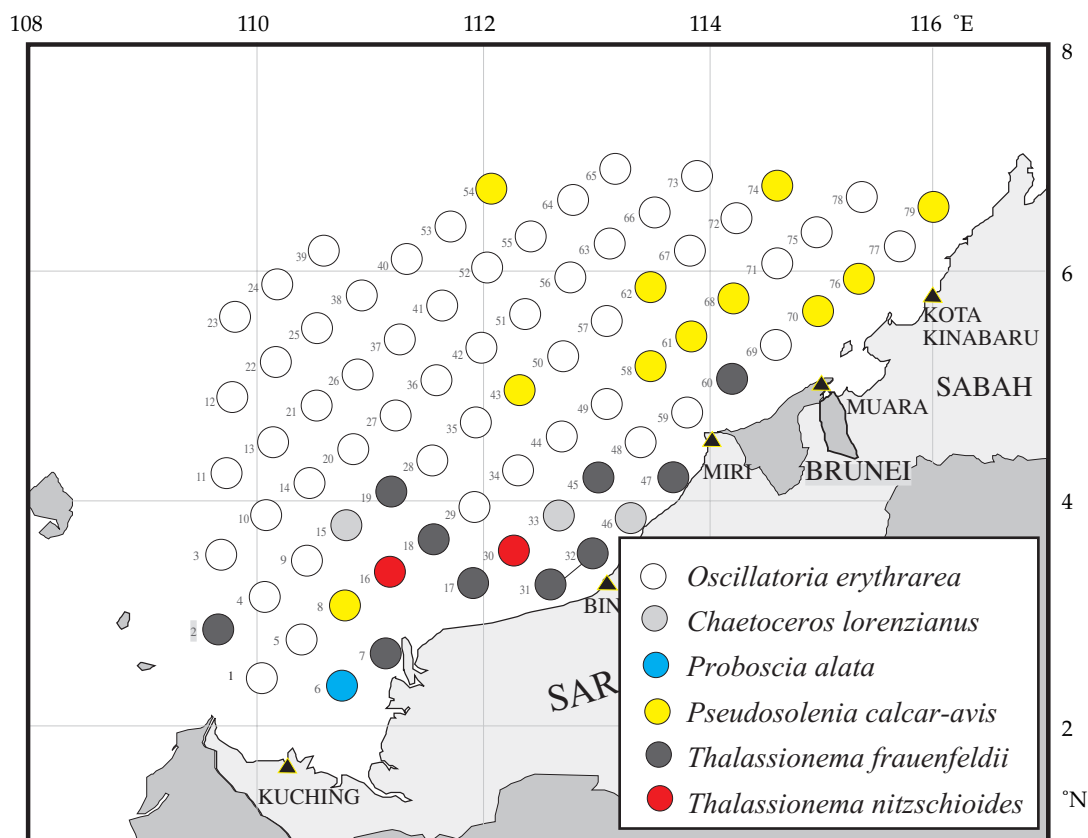 108 110 112 114 116 °E
8
65 73
54 74
64 78
79
53 66 72
55 75
39 63 77
40 67
52 71
24 56 76
38 62 68
41 70
23 51 KOTA
25 57 61 KINABARU
37 69
42
22 50 58
26 60 SABAH
36 43
12 MUARA
21 49
27 59
35
13 44 48 MIRI BRUNEI
20
28
11 34 45 47
14 19
4
10 29
15 33 46
18
3 9 30 32
16
17 31
BIN
4
8
2
5
7
1
6
SAR
KUCHING
6
2
°N
Oscillatoria erythrarea
Chaetoceros lorenzianus
Proboscia alata
Pseudosolenia calcar-avis
Thalassionema frauenfeldii
Thalassionema nitzschioides